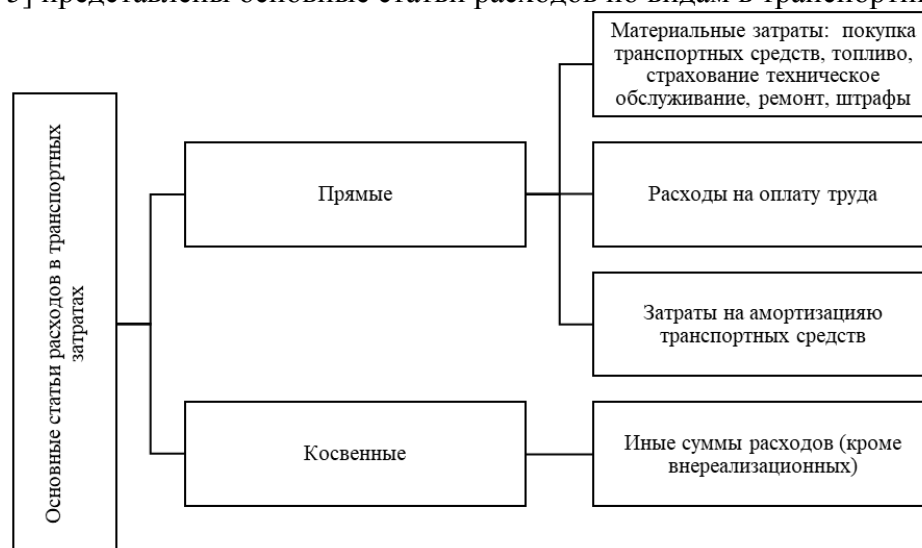 5] представлены основные статьи расходов по видам в
Материальные затраты: покупка
транспортных средств, топливо,
страхование техническое
обслуживание, ремонт, штрафы
Основные статьи расходов в транспортных
затратах
Прямые
Расходы на оплату труда
Затраты на амортизацияю
транспортных средств
Косвенные
Иные суммы расходов (кроме
внереализационных)